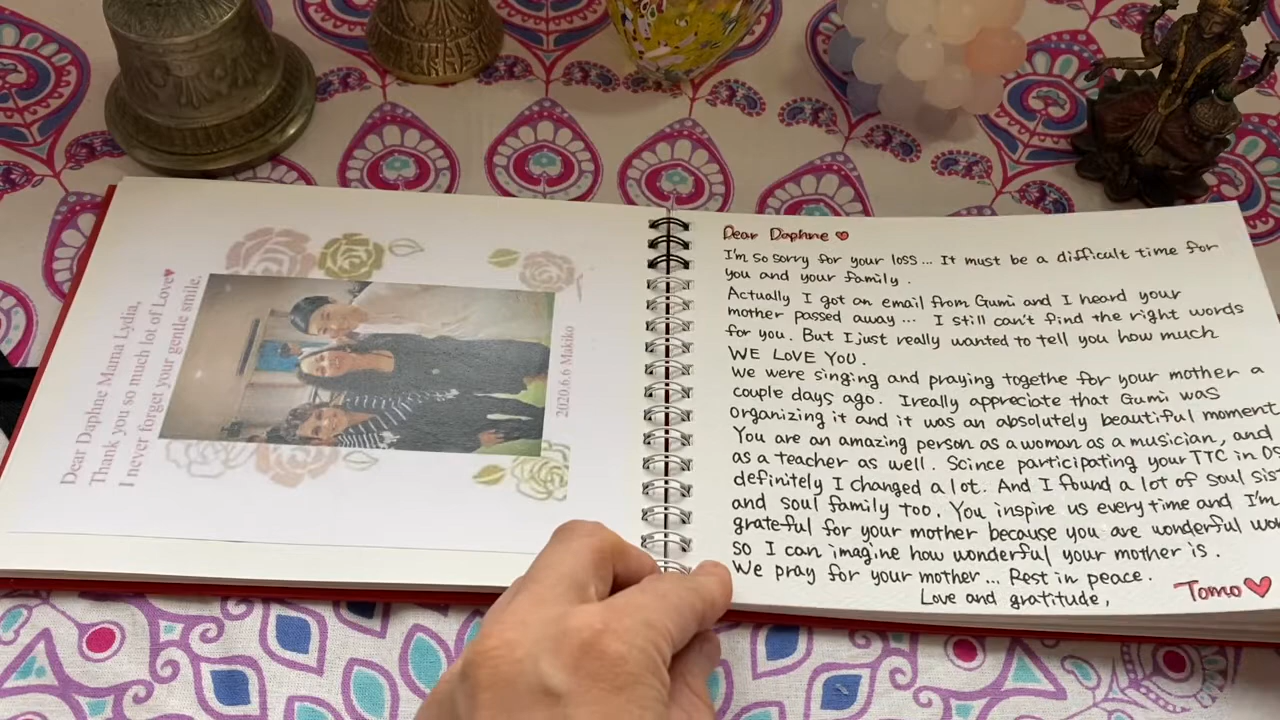 Dear Daphne Mama Lydia,
Thank you so much lot of Love♥
I never forget your gentle smile.
2020.6.6 Makiko
Dear Daphne ♥
I'm so sorry for your loss... It must be a difficult time for
you and your family.
Actually I got an email from Gumi and I heard your
mother passed away... I still can't find the right words
for you. But I just really wanted to tell you how much
WE LOVE YOU.
We were singing and praying togethe for your mother a
couple days ago. I really appreciate that Gumi was
organizing it and it was an absolutely beautiful moment
You are an amazing person as a woman as a musician, and
as a teacher as well. Scince participating your TTC in OS
definitely I changed a lot. And I found a lot of soul sis
and soul family too. You inspire us every time and I'm
grateful for your mother because you are wonderful wo
so I can imagine how wonderful your mother is.
We pray for your mother... Rest in peace.
Love and gratitude,
Tomo ♥